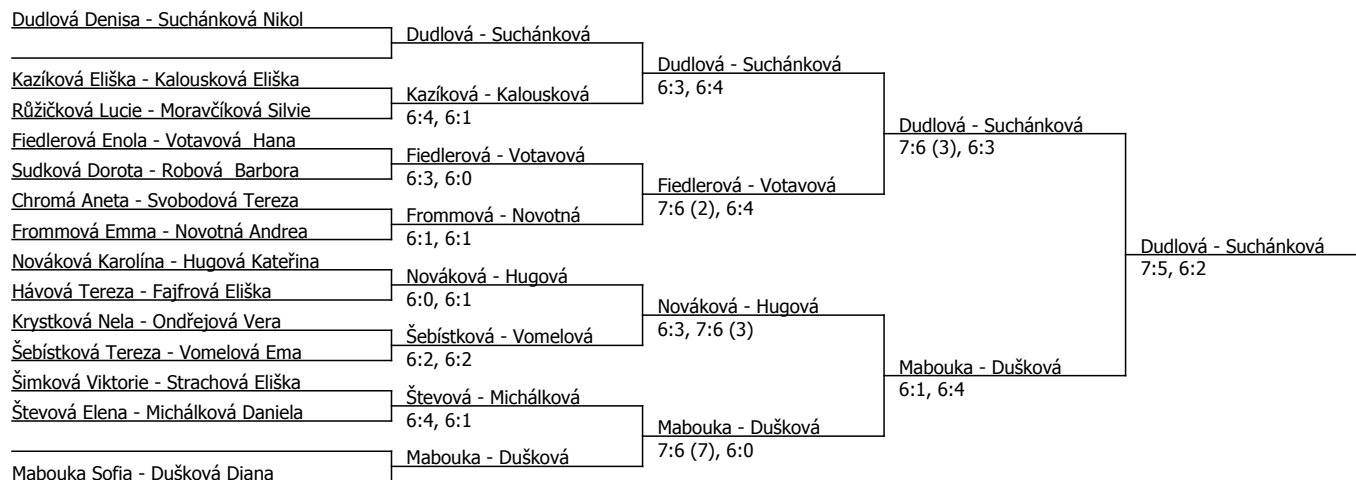 Dudlová Denisa - Suchánková Nikol
Kazíková Eliška - Kalousková Eliška
Růžičková Lucie - Moravčíková Silvie
Fiedlerová Enola - Votavová  Hana
Sudková Dorota - Robová  Barbora
Chromá Aneta - Svobodová Tereza
Frommová Emma - Novotná Andrea
Nováková Karolína - Hugová Kateřina
Hávová Tereza - Fajfrová Eliška
Krystková Nela - Ondřejová Vera
Šebístková Tereza - Vomelová Ema
Šimková Viktorie - Strachová Eliška
Števová Elena - Michálková Daniela
Mabouka Sofia - Dušková Diana
Dudlová - Suchánková
Kazíková - Kalousková
6:4, 6:1
Fiedlerová - Votavová
6:3, 6:0
Frommová - Novotná
6:1, 6:1
Nováková - Hugová
6:0, 6:1
Šebístková - Vomelová
6:2, 6:2
Števová - Michálková
6:4, 6:1
Mabouka - Dušková
Dudlová - Suchánková
6:3, 6:4
Fiedlerová - Votavová
7:6 (2), 6:4
Nováková - Hugová
6:3, 7:6 (3)
Mabouka - Dušková
7:6 (7), 6:0
Dudlová - Suchánková
7:6 (3), 6:3
Mabouka - Dušková
6:1, 6:4
Dudlová - Suchánková
7:5, 6:2